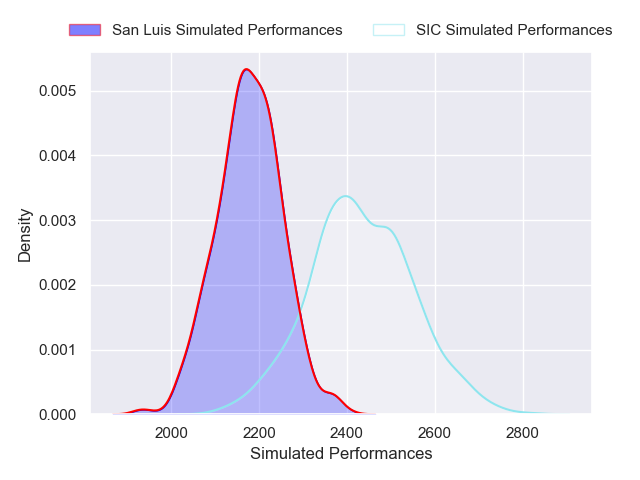 San Luis Simulated Performances SIC Simulated Performances
0.005
0.004
0.003
0.002
0.001
0.000
Density
2000 2200 2400 2600 2800
Simulated Performances